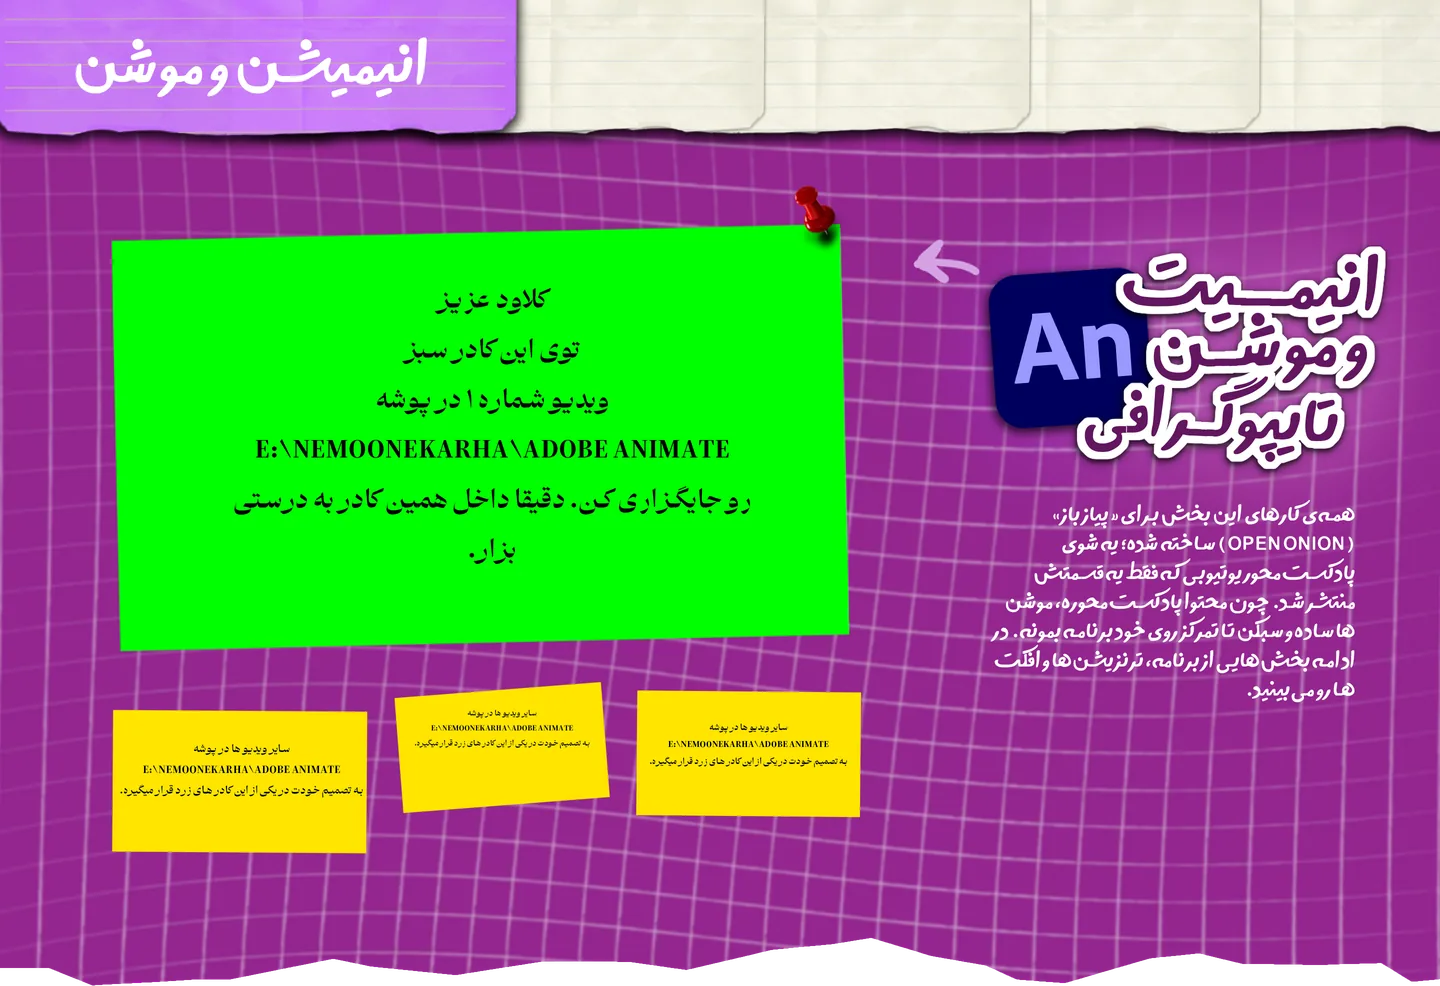 انیمیشن و موشن
انیمیت
و موشن
تایپوگرافی
An
همه‌ی کارهای این بخش برای «پیاز باز»
(OPEN ONION) ساخته شده؛ یه شوی
پادکست محور یوتیوبی که فقط یه قسمتش
منتشر شد. چون محتوا پادکست محوره، موشن
ها ساده و سبکن تا تمرکز روی خود برنامه بمونه. در
ادامه بخش هایی از برنامه، ترنزیشن ها و افکت
ها رو می بینید.
کلاود عزیز
توی این کادر سبز
ویدیو شماره ۱ در پوشه
E:\NEMOONEKARHA\ADOBE ANIMATE
رو جایگزاری کن. دقیقا داخل همین کادر به درستی
بزار.
سایر ویدیو ها در پوشه
E:\NEMOONEKARHA\ADOBE ANIMATE
به تصمیم خودت در یکی از این کادر های زرد قرار میگیرد.
سایر ویدیو ها در پوشه
E:\NEMOONEKARHA\ADOBE ANIMATE
به تصمیم خودت در یکی از این کادر های زرد قرار میگیرد.
سایر ویدیو ها در پوشه
E:\NEMOONEKARHA\ADOBE ANIMATE
به تصمیم خودت در یکی از این کادر های زرد قرار میگیرد.